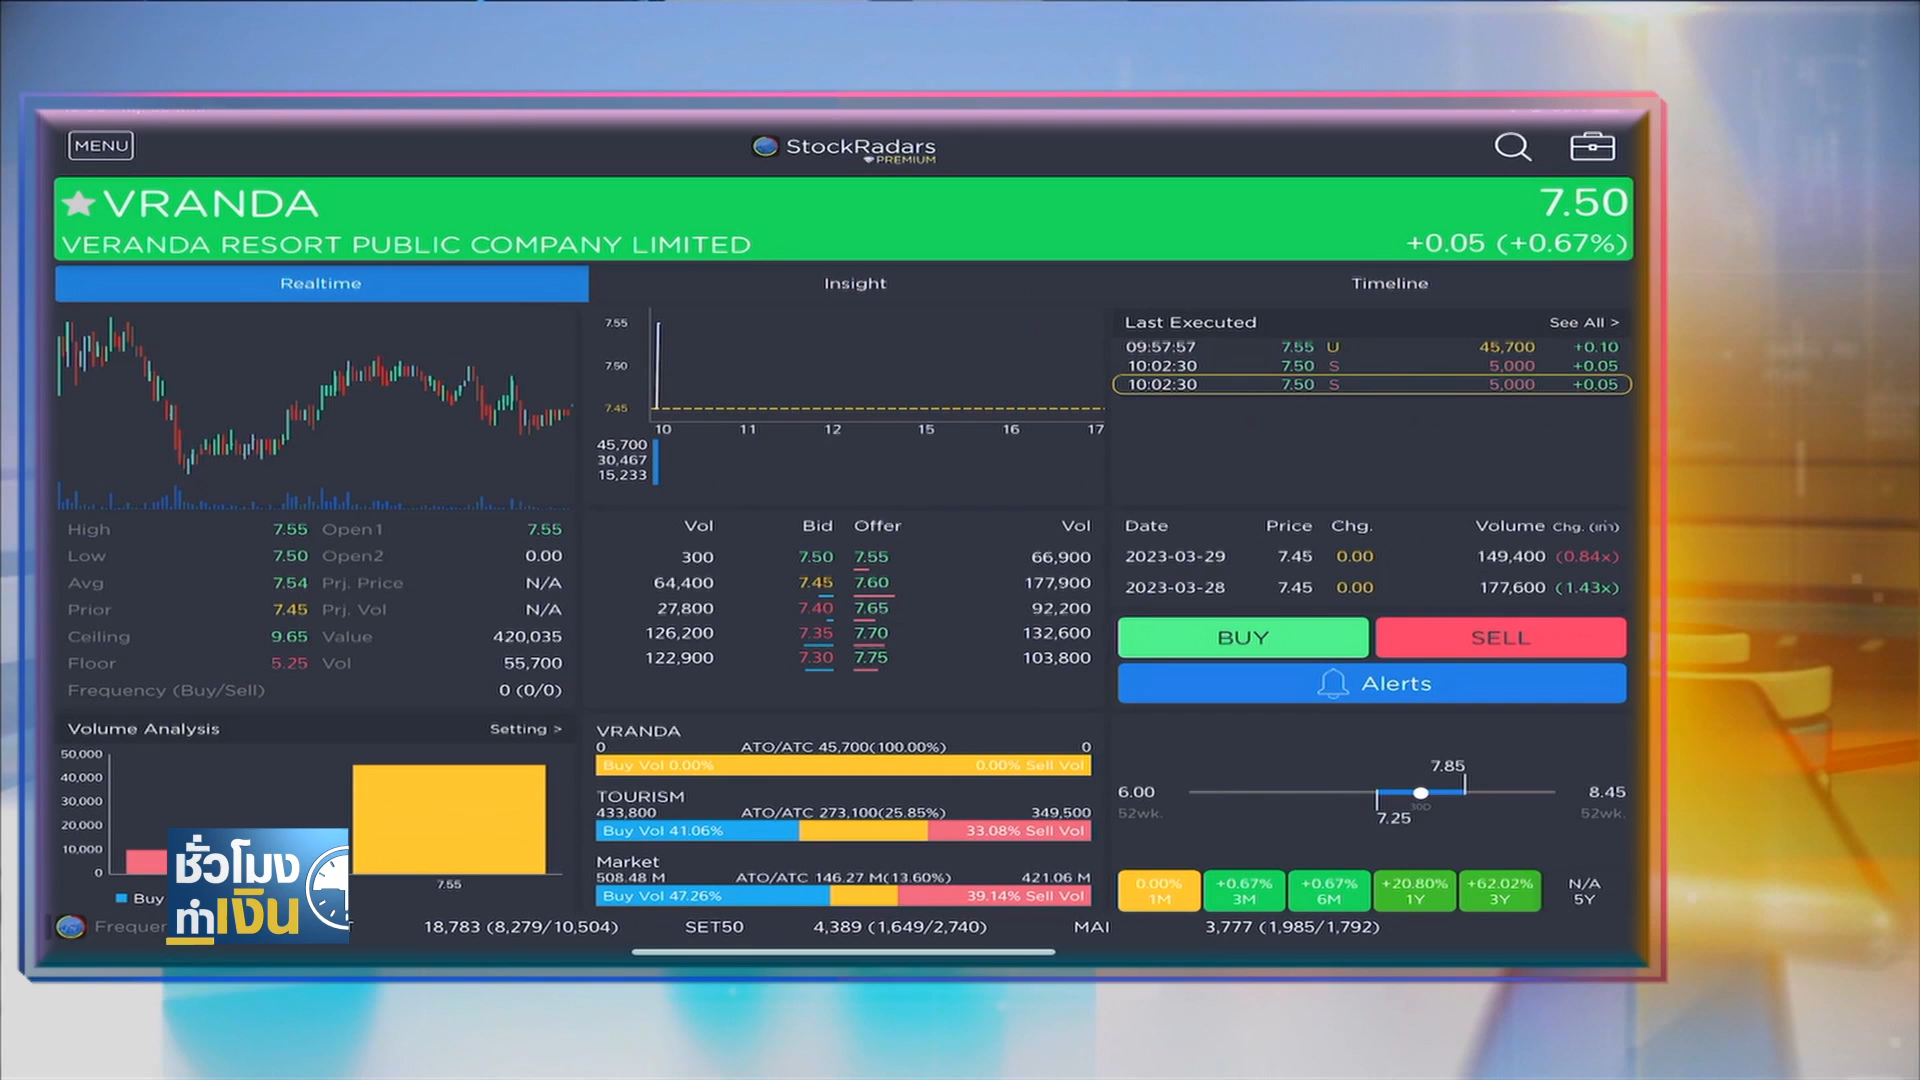 MENU
StockRadars
PREMIUM
VRANDA
7.50
VERANDA RESORT PUBLIC COMPANY LIMITED
+0.05 (+0.67%)
Realtime
Insight
Timeline
7.55
7.50
7.45
10 11 12 15 16 17
45,700
30,467
15,233
Last Executed See All >
09:57:57 7.55 U 45,700 +0.10
10:02:30 7.50 S 5,000 +0.05
10:02:30 7.50 S 5,000 +0.05
High 7.55 Open1 7.55
Low 7.50 Open2 0.00
Avg 7.54 Prj. Price N/A
Prior 7.45 Prj. Vol N/A
Ceiling 9.65 Value 420,035
Floor 5.25 Vol 55,700
Frequency (Buy/Sell) 0 (0/0)
Vol Bid Offer Vol
300 7.50 7.55 66,900
64,400 7.45 7.60 177,900
27,800 7.40 7.65 92,200
126,200 7.35 7.70 132,600
122,900 7.30 7.75 103,800
Date Price Chg. Volume Chg. (เท่า)
2023-03-29 7.45 0.00 149,400 (0.84x)
2023-03-28 7.45 0.00 177,600 (1.43x)
BUY SELL
Alerts
Volume Analysis Setting >
50,000
40,000
30,000
20,000
10,000
0
7.55
Buy
VRANDA
0 ATO/ATC 45,700(100.00%) 0
Buy Vol 0.00% 0.00% Sell Vol
TOURISM
433,800 ATO/ATC 273,100(25.85%) 349,500
Buy Vol 41.06% 33.08% Sell Vol
Market
508.48 M ATO/ATC 146.27 M(13.60%) 421.06 M
Buy Vol 47.26% 39.14% Sell Vol
7.85
6.00 8.45
52wk. 30D 52wk.
7.25
0.00% +0.67% +0.67% +20.80% +62.02% N/A
1M 3M 6M 1Y 3Y 5Y
18,783 (8,279/10,504) SET50 4,389 (1,649/2,740) MAI 3,777 (1,985/1,792)
ชั่วโมง
ทำเงิน